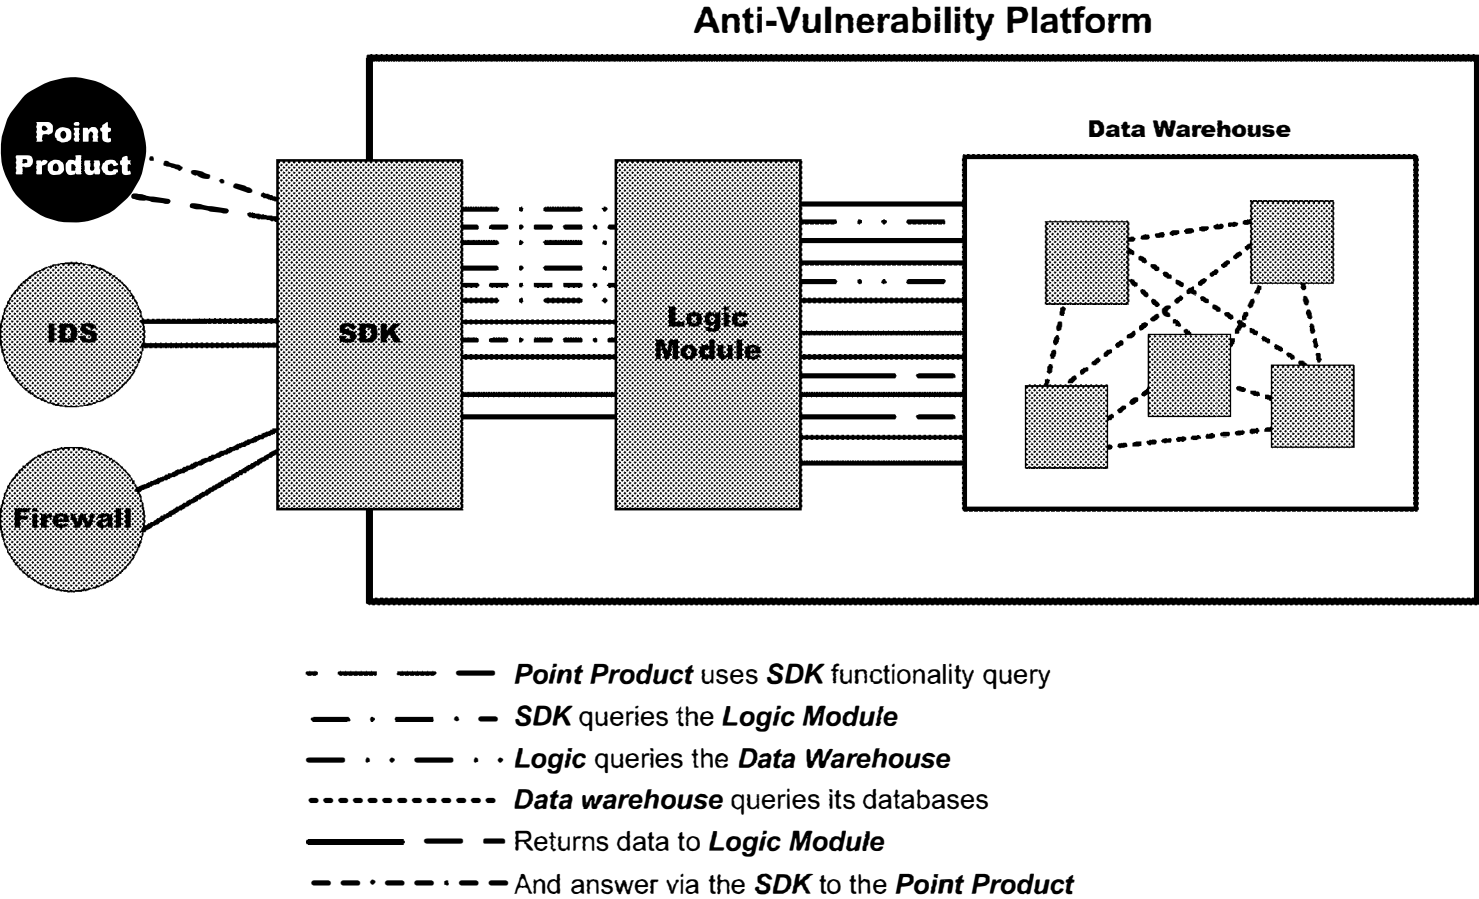 Anti-Vulnerability Platform
Point
Product
Data Warehouse
IDS
SDK
Logic
Module
Firewall
Point Product uses SDK functionality query
SDK queries the Logic Module
Logic queries the Data Warehouse
Data warehouse queries its databases
Returns data to Logic Module
And answer via the SDK to the Point Product